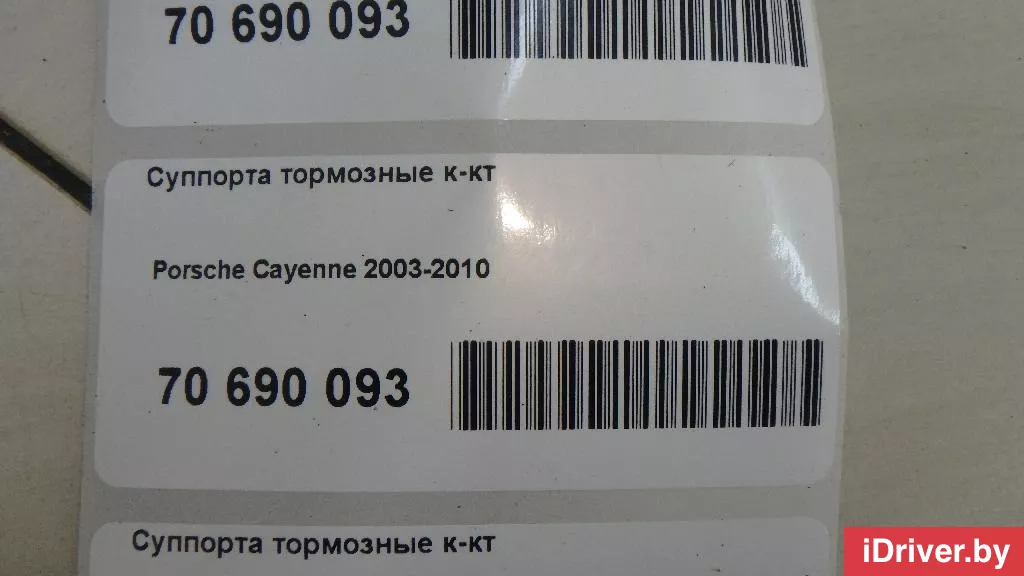 70 690 093
Суппорта тормозные к-кт
Porsche Cayenne 2003-2010
70 690 093
Суппорта тормозные к-кт
iDriver.by